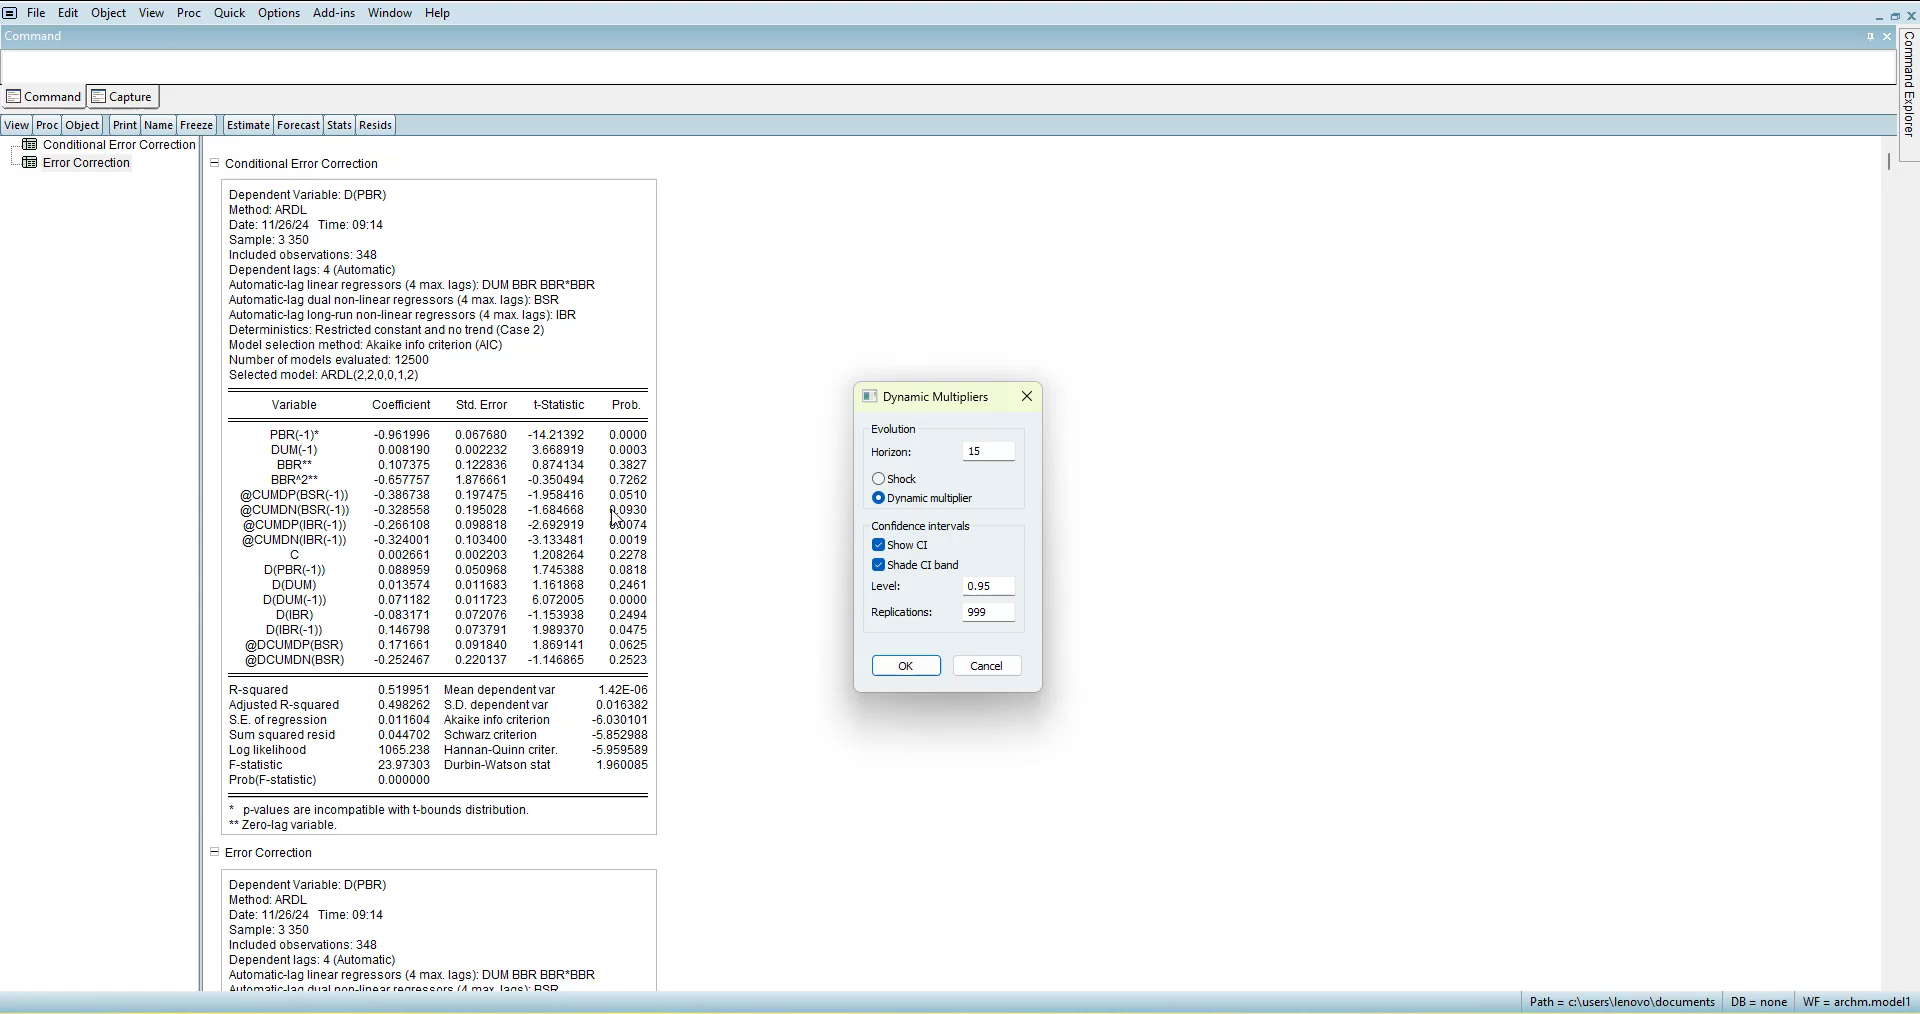 File Edit Object View Proc Quick Options Add-ins Window Help
Command
Command Capture
Command Explorer
View Proc Object Print Name Freeze Estimate Forecast Stats Resids
Conditional Error Correction
Error Correction
Conditional Error Correction
Dependent Variable: D(PBR)
Method: ARDL
Date: 11/26/24 Time: 09:14
Sample: 3 350
Included observations: 348
Dependent lags: 4 (Automatic)
Automatic-lag linear regressors (4 max. lags): DUM BBR BBR*BBR
Automatic-lag dual non-linear regressors (4 max. lags): BSR
Automatic-lag long-run non-linear regressors (4 max. lags): IBR
Deterministics: Restricted constant and no trend (Case 2)
Model selection method: Akaike info criterion (AIC)
Number of models evaluated: 12500
Selected model: ARDL(2,2,0,0,1,2)
Variable Coefficient Std. Error t-Statistic Prob.
PBR(-1)* -0.961996 0.067680 -14.21392 0.0000
DUM(-1) 0.008190 0.002232 3.668919 0.0003
BBR** 0.107375 0.122836 0.874134 0.3827
BBR^2** -0.657757 1.876661 -0.350494 0.7262
@CUMDP(BSR(-1)) -0.386738 0.197475 -1.958416 0.0510
@CUMDN(BSR(-1)) -0.328558 0.195028 -1.684668 0.0930
@CUMDP(IBR(-1)) -0.266108 0.098818 -2.692919 0.0074
@CUMDN(IBR(-1)) -0.324001 0.103400 -3.133481 0.0019
C 0.002661 0.002203 1.208264 0.2278
D(PBR(-1)) 0.088959 0.050968 1.745388 0.0818
D(DUM) 0.013574 0.011683 1.161868 0.2461
D(DUM(-1)) 0.071182 0.011723 6.072005 0.0000
D(IBR) -0.083171 0.072076 -1.153938 0.2494
D(IBR(-1)) 0.146798 0.073791 1.989370 0.0475
@DCUMDP(BSR) 0.171661 0.091840 1.869141 0.0625
@DCUMDN(BSR) -0.252467 0.220137 -1.146865 0.2523
R-squared 0.519951 Mean dependent var 1.42E-06
Adjusted R-squared 0.498262 S.D. dependent var 0.016382
S.E. of regression 0.011604 Akaike info criterion -6.030101
Sum squared resid 0.044702 Schwarz criterion -5.852988
Log likelihood 1065.238 Hannan-Quinn criter. -5.959589
F-statistic 23.97303 Durbin-Watson stat 1.960085
Prob(F-statistic) 0.000000
* p-values are incompatible with t-bounds distribution.
** Zero-lag variable.
Error Correction
Dependent Variable: D(PBR)
Method: ARDL
Date: 11/26/24 Time: 09:14
Sample: 3 350
Included observations: 348
Dependent lags: 4 (Automatic)
Automatic-lag linear regressors (4 max. lags): DUM BBR BBR*BBR
Automatic-lag dual non-linear regressors (4 max. lags): BSR
Dynamic Multipliers
Evolution
Horizon: 15
Shock
Dynamic multiplier
Confidence intervals
Show CI
Shade CI band
Level: 0.95
Replications: 999
OK Cancel
Path = c:\users\lenovo\documents DB = none WF = archm.model1